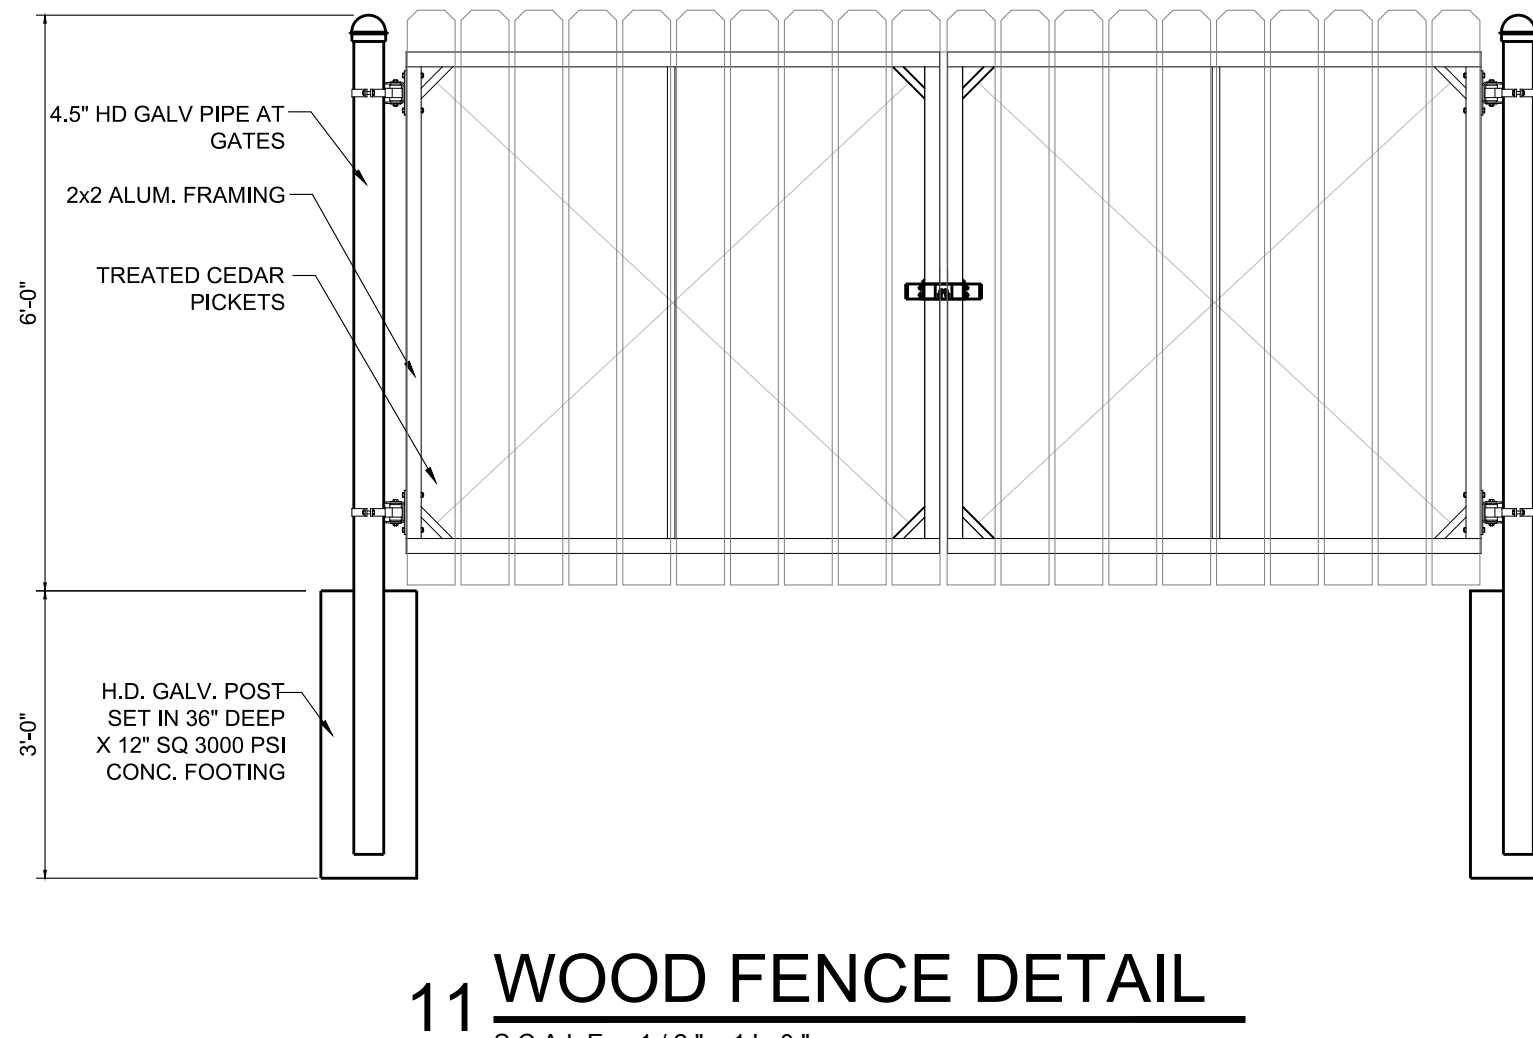 4.5" HD GALV PIPE AT
GATES
2x2 ALUM. FRAMING
TREATED CEDAR
PICKETS
6'-0"
H.D. GALV. POST
SET IN 36" DEEP
X 12" SQ 3000 PSI
CONC. FOOTING
3'-0"
11 WOOD FENCE DETAIL